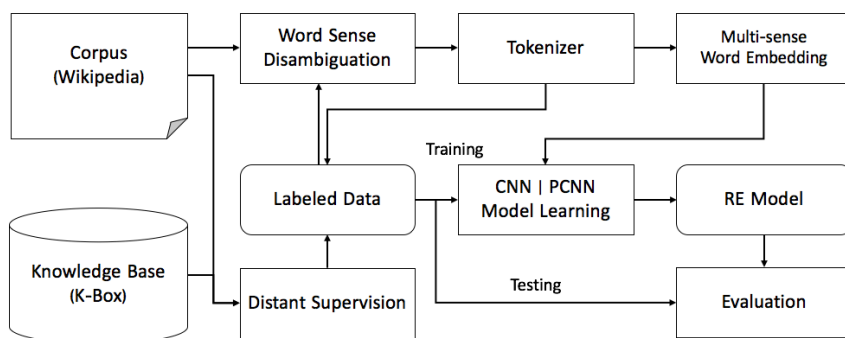 Corpus
(Wikipedia)
Word Sense
Disambiguation
Tokenizer
Multi-sense
Word Embedding
Training
Labeled Data
CNN | PCNN
Model Learning
RE Model
Knowledge Base
(K-Box)
Distant Supervision
Testing
Evaluation